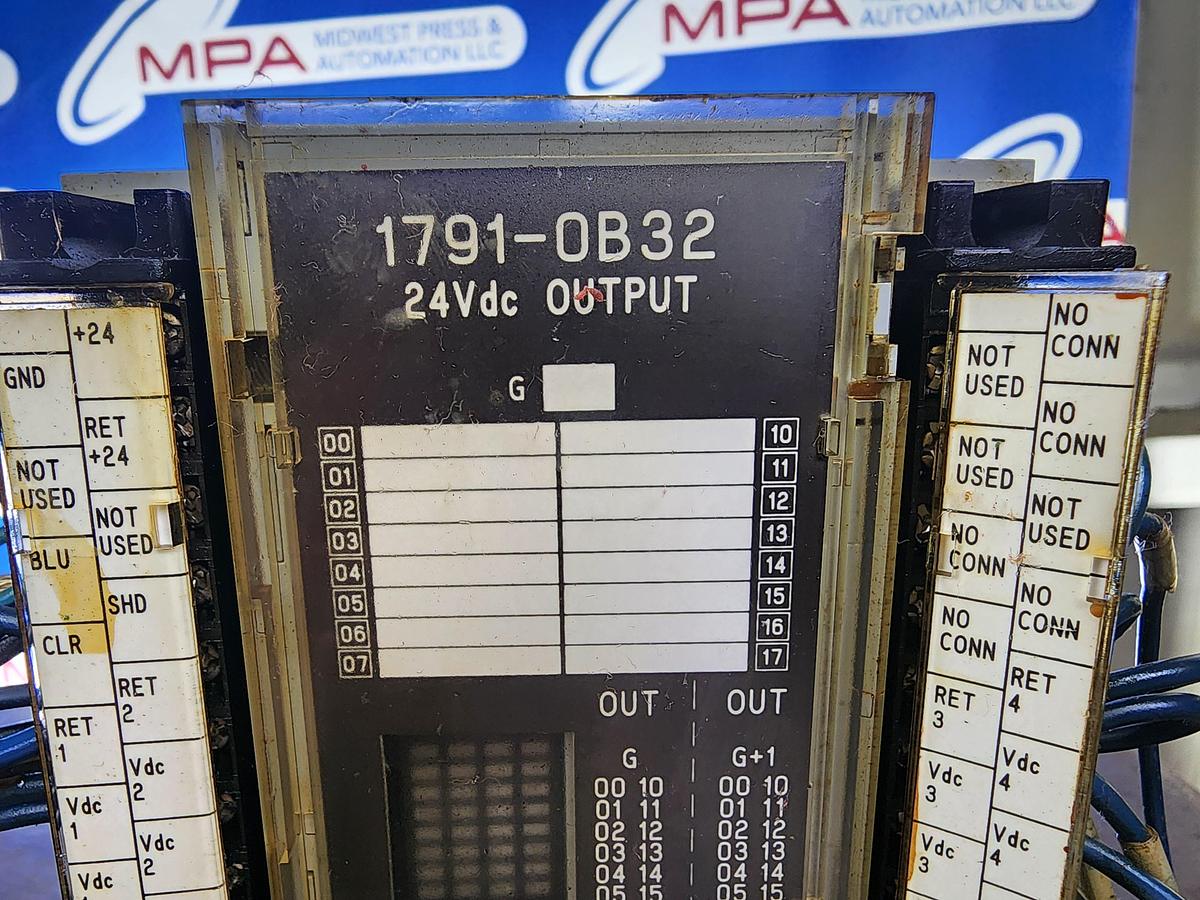 MPA MIDWEST PRESS &
AUTOMATION LLC
MPA
AUTOMATION LLC
1791-0B32
24Vdc OUTPUT
G
00
01
02
03
04
05
06
07
10
11
12
13
14
15
16
17
OUT OUT
G G+1
00 10 00 10
01 11 01 11
02 12 02 12
03 13 03 13
04 14 04 14
05 15 05 15
+24
GND
RET
+24
NOT
USED
NOT
USED
BLU
SHD
CLR
RET
2
RET
1
Vdc
2
Vdc
1
Vdc
2
Vdc
NO
CONN
NOT
USED
NO
CONN
NOT
USED
NOT
USED
NO
CONN
NO
CONN
NO
CONN
RET
4
RET
3
Vdc
4
Vdc
3
Vdc
4
Vdc
3